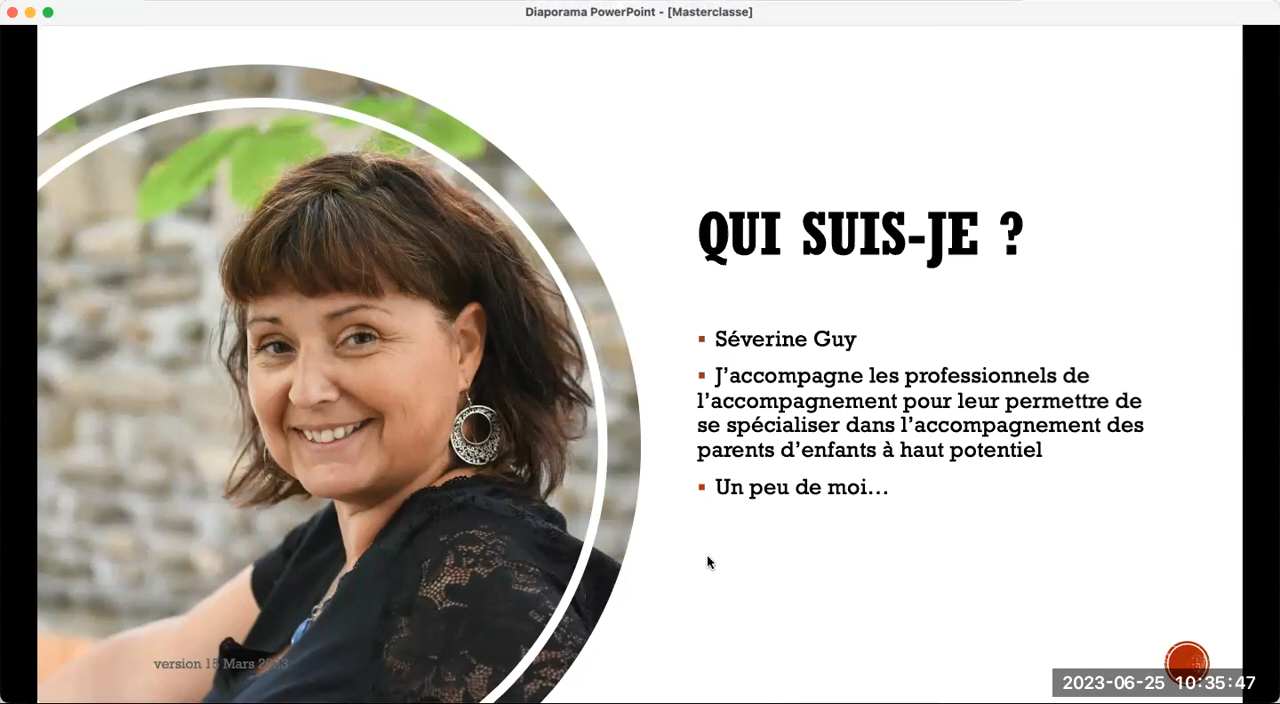 Diaporama PowerPoint - [Masterclasse]
QUI SUIS-JE ?
▪ Séverine Guy
▪ J’accompagne les professionnels de
l’accompagnement pour leur permettre de
se spécialiser dans l’accompagnement des
parents d’enfants à haut potentiel
▪ Un peu de moi…
version 15 Mars 2023
2023-06-25 10:35:47